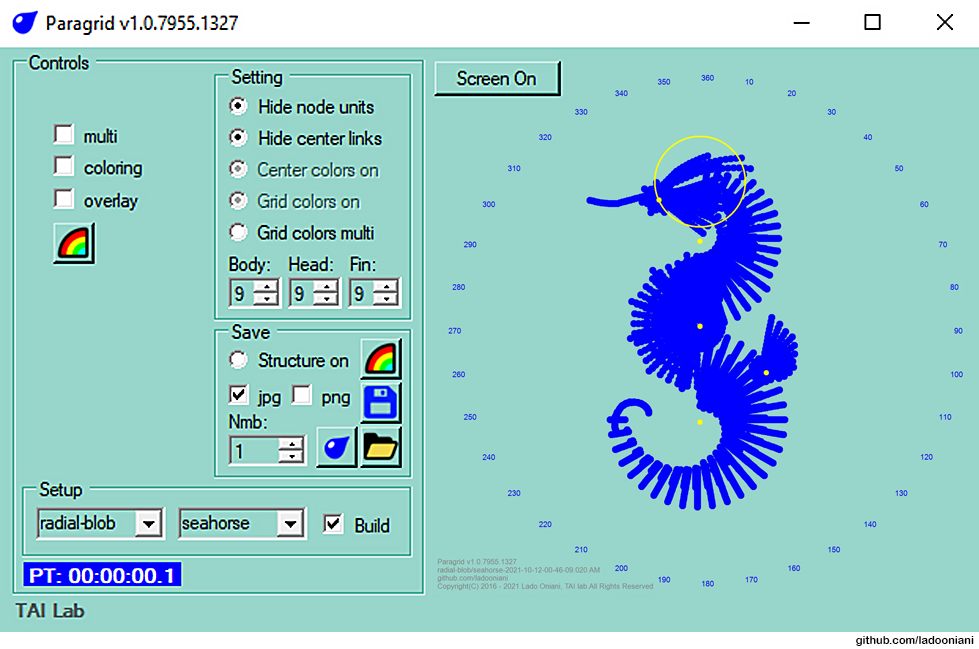 Paragrid v1.0.7955.1327
Controls
multi
coloring
overlay
Setting
Hide node units
Hide center links
Center colors on
Grid colors on
Grid colors multi
Body: Head: Fin:
9 9 9
Save
Structure on
jpg png
Nmb:
1
Setup
radial-blob seahorse Build
PT: 00:00:00.1
TAI Lab
Screen On
360
10
20
30
40
50
60
70
80
90
100
110
120
130
140
150
160
170
180
190
200
210
220
230
240
250
260
270
280
290
300
310
320
330
340
350
Paragrid v1.0.7955.1327
radial-blob/seahorse-2021-10-12-00-46-09.020 AM
github.com/ladooniani
Copyright(C) 2016 - 2021 Lado Oniani, TAI lab.All Rights Reserved
github.com/ladooniani